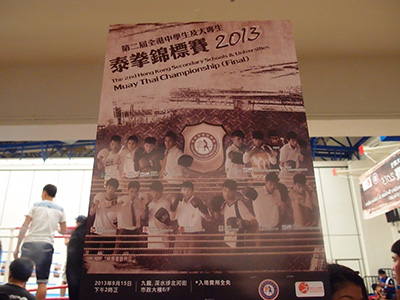 第二屆全港中學生及大專生
泰拳錦標賽 2013
The 2nd Hong Kong Secondary Schools & Universities
Muay Thai Championship (Final)
2013年9月15日
下午2時正
九龍, 深水埗北河街
市政大樓6字
*入場費用全免